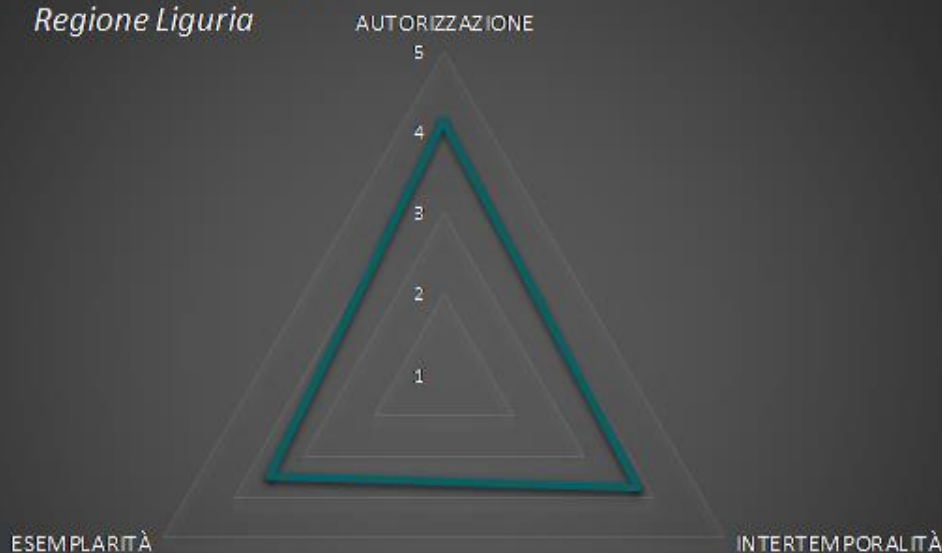 Regione Liguria
AUTORIZZAZIONE
5
4
3
2
1
ESEMPLARITÀ
INTERTEMPORALITÀ